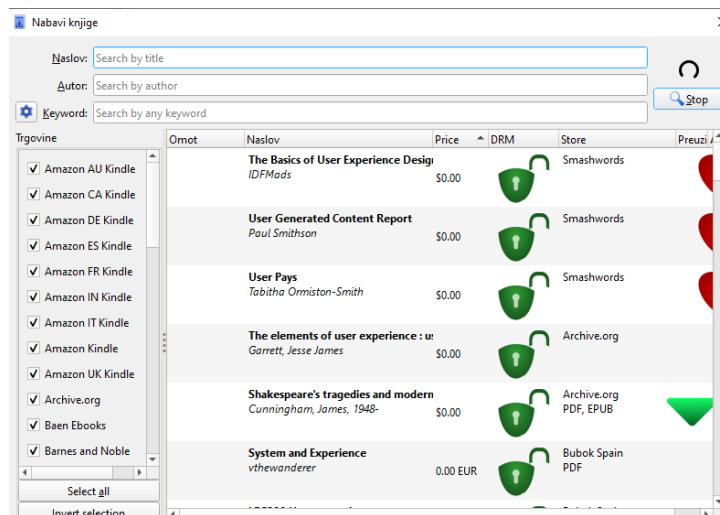 Nabavi knjige
Naslov: Search by title
Autor: Search by author
Keyword: Search by any keyword
Stop
Trgovine
Amazon AU Kindle
Amazon CA Kindle
Amazon DE Kindle
Amazon ES Kindle
Amazon FR Kindle
Amazon IN Kindle
Amazon IT Kindle
Amazon Kindle
Amazon UK Kindle
Archive.org
Baen Ebooks
Barnes and Noble
Select all
Invert selection
Omot Naslov Price DRM Store Preuzi
The Basics of User Experience Desig
IDFMads
$0.00
Smashwords
User Generated Content Report
Paul Smithson
$0.00
Smashwords
User Pays
Tabitha Ormiston-Smith
$0.00
Smashwords
The elements of user experience : u
Garrett, Jesse James
$0.00
Archive.org
Shakespeare's tragedies and modern
Cunningham, James, 1948-
$0.00
Archive.org
PDF, EPUB
System and Experience
vthewanderer
0.00 EUR
Bubok Spain
PDF